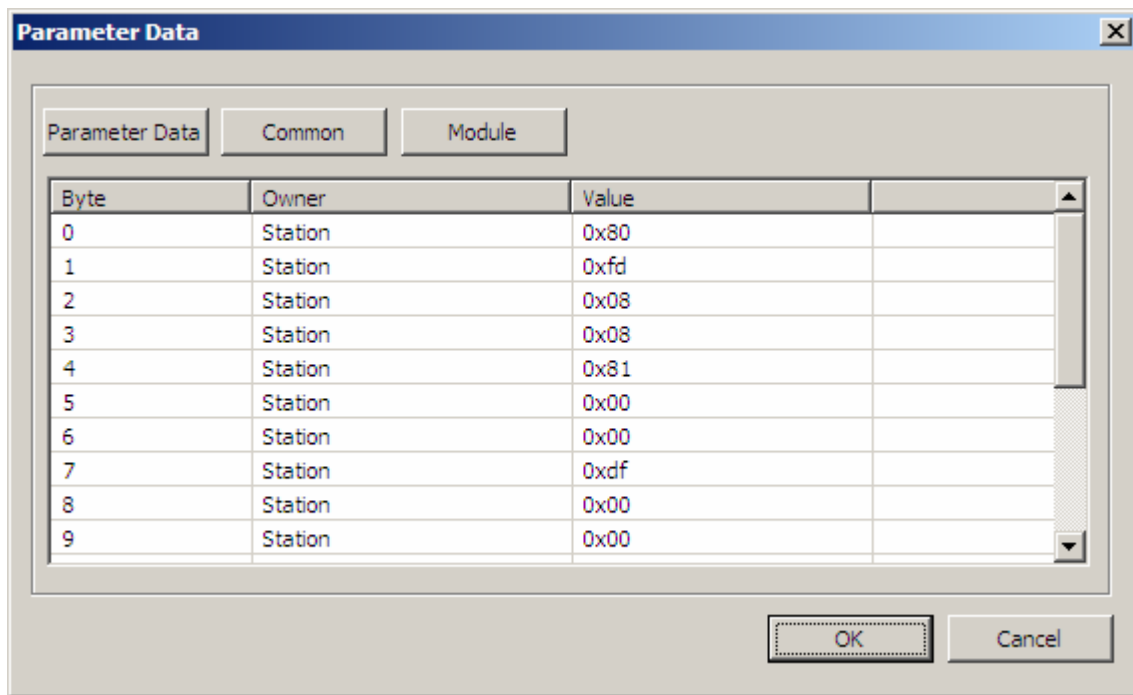 Parameter Data
Parameter Data Common Module
Byte Owner Value
0 Station 0x80
1 Station 0xfd
2 Station 0x08
3 Station 0x08
4 Station 0x81
5 Station 0x00
6 Station 0x00
7 Station 0xdf
8 Station 0x00
9 Station 0x00
OK Cancel